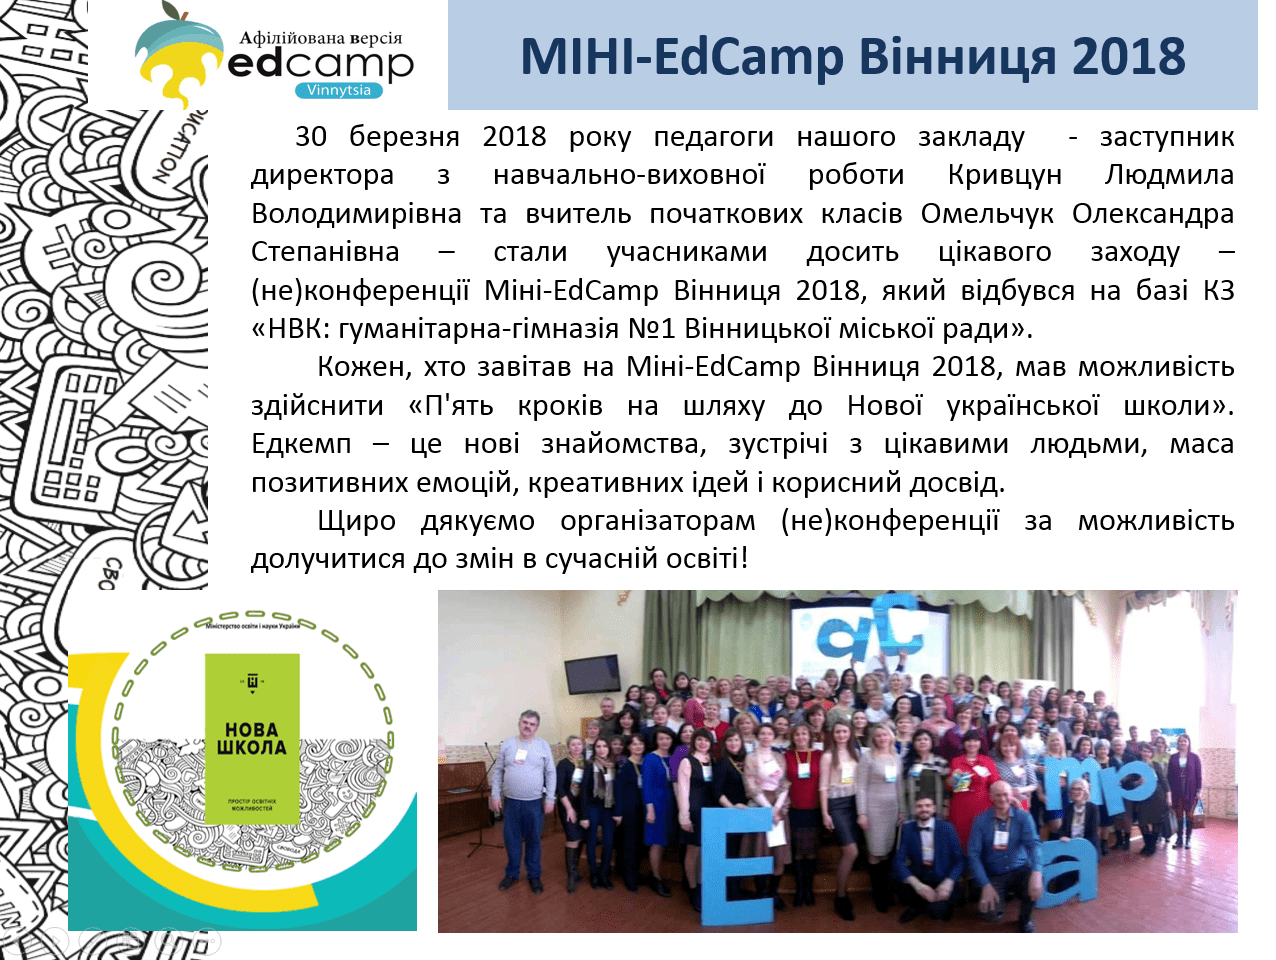 Афілійована версія
edcamp
Vinnytsia
МІНІ-EdCamp Вінниця 2018
30 березня 2018 року педагоги нашого закладу - заступник
директора з навчально-виховної роботи Кривцун Людмила
Володимирівна та вчитель початкових класів Омельчук Олександра
Степанівна – стали учасниками досить цікавого заходу –
(не)конференції Міні-EdCamp Вінниця 2018, який відбувся на базі КЗ
«НВК: гуманітарна-гімназія №1 Вінницької міської ради».
Кожен, хто завітав на Міні-EdCamp Вінниця 2018, мав можливість
здійснити «П'ять кроків на шляху до Нової української школи».
Едкемп – це нові знайомства, зустрічі з цікавими людьми, маса
позитивних емоцій, креативних ідей і корисний досвід.
Щиро дякуємо організаторам (не)конференції за можливість
долучитися до змін в сучасній освіті!
Міністерство освіти і науки України
Н
НОВА
ШКОЛА
ПРОСТІР ОСВІТНІХ
МОЖЛИВОСТЕЙ
d C
E
m p
a